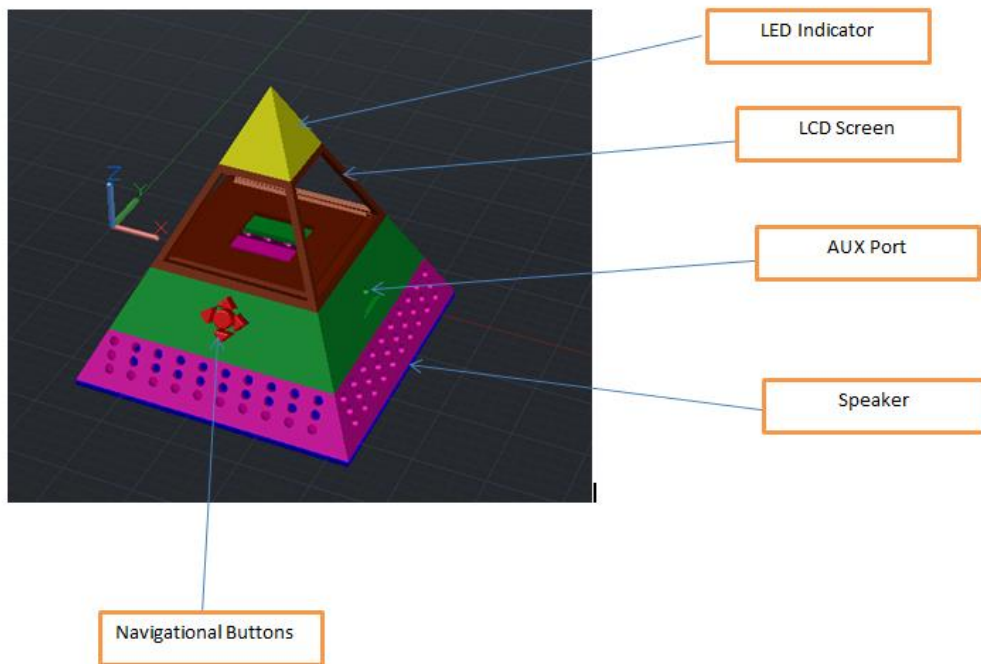 LED Indicator
LCD Screen
AUX Port
Speaker
Navigational Buttons
Z
Y
X